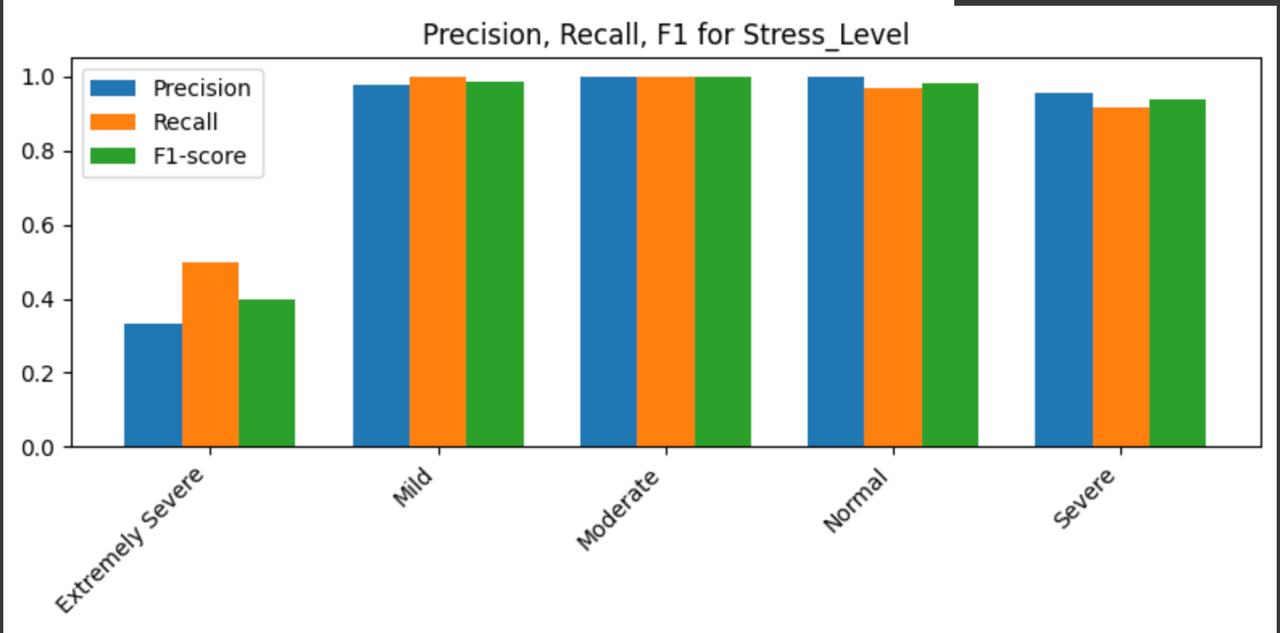 Precision, Recall, F1 for Stress_Level
1.0
0.8
0.6
0.4
0.2
0.0
Precision
Recall
F1-score
Extremely Severe
Mild
Moderate
Normal
Severe